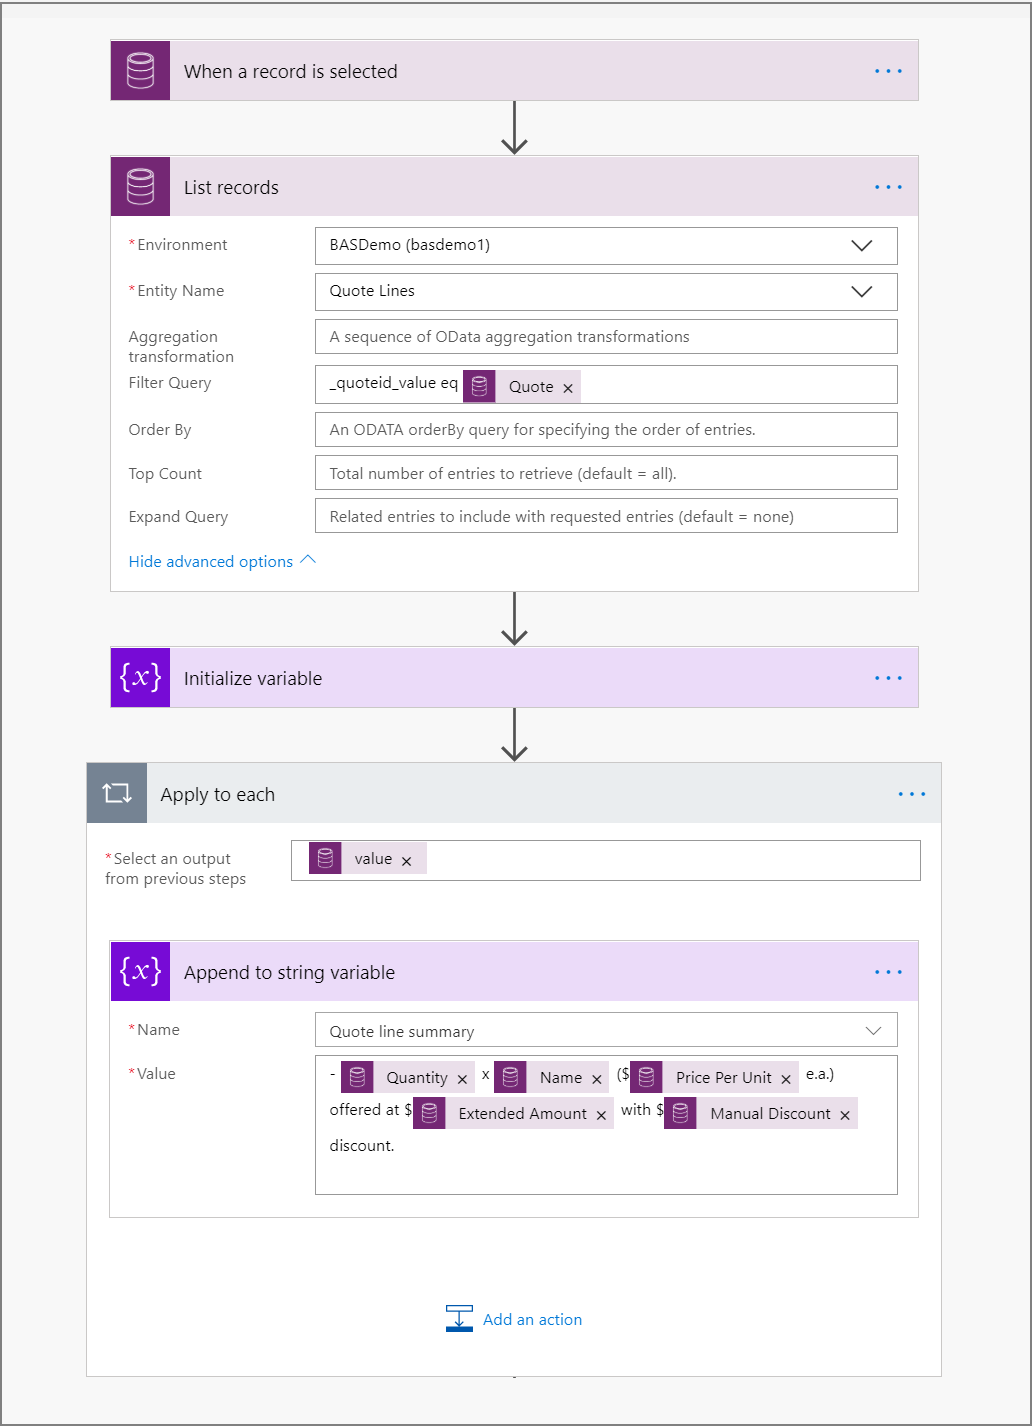 When a record is selected
List records
*Environment
BASDemo (basdemo1)
*Entity Name
Quote Lines
Aggregation
transformation
A sequence of OData aggregation transformations
Filter Query
_quoteid_value eq Quote ×
Order By
An ODATA orderBy query for specifying the order of entries.
Top Count
Total number of entries to retrieve (default = all).
Expand Query
Related entries to include with requested entries (default = none)
Hide advanced options
{x} Initialize variable
Apply to each
*Select an output
from previous steps
value ×
{x} Append to string variable
*Name
Quote line summary
*Value
- Quantity × x Name × ($ Price Per Unit × e.a.)
offered at $ Extended Amount × with $ Manual Discount ×
discount.
Add an action